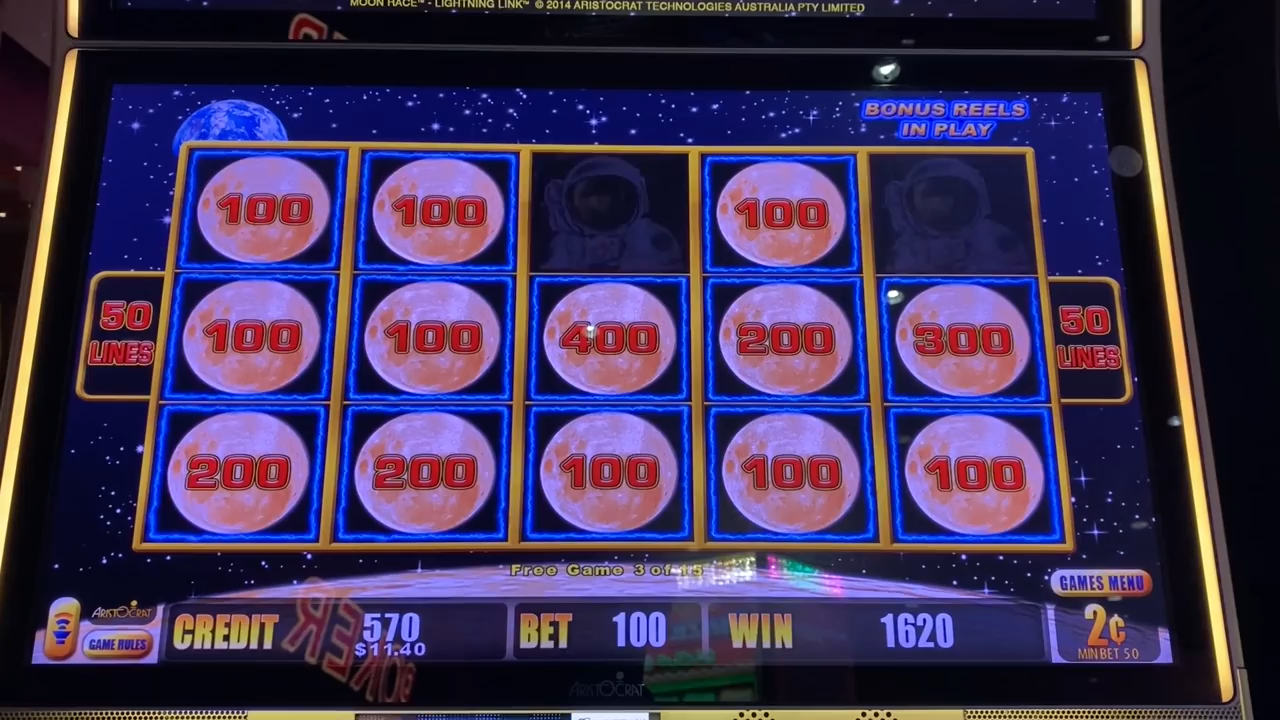 MOON RACE™ - LIGHTNING LINK™ © 2014 ARISTOCRAT TECHNOLOGIES AUSTRALIA PTY LIMITED
BONUS REELS
IN PLAY
100 100 100
50
LINES
100 100 400 200 300
50
LINES
200 200 100 100 100
Free Game 3 of 15
GAMES MENU
ARISTOCRAT
GAME RULES
CREDIT 570
$11.40
BET 100
WIN 1620
2¢
MIN BET 50
ARISTOCRAT